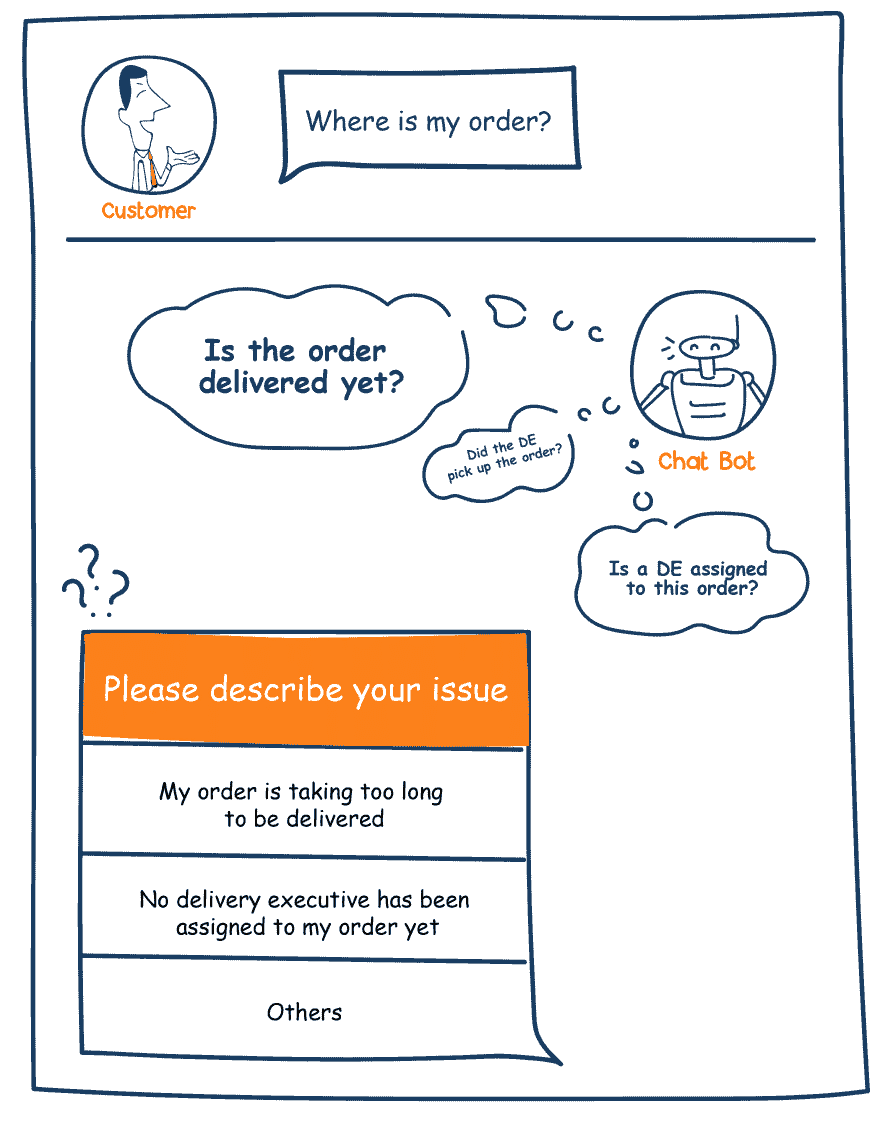 Where is my order?
Customer
Is the order
delivered yet?
Did the DE
pick up the order?
Chat Bot
Is a DE assigned
to this order?
? ? ?
Please describe your issue
My order is taking too long
to be delivered
No delivery executive has been
assigned to my order yet
Others